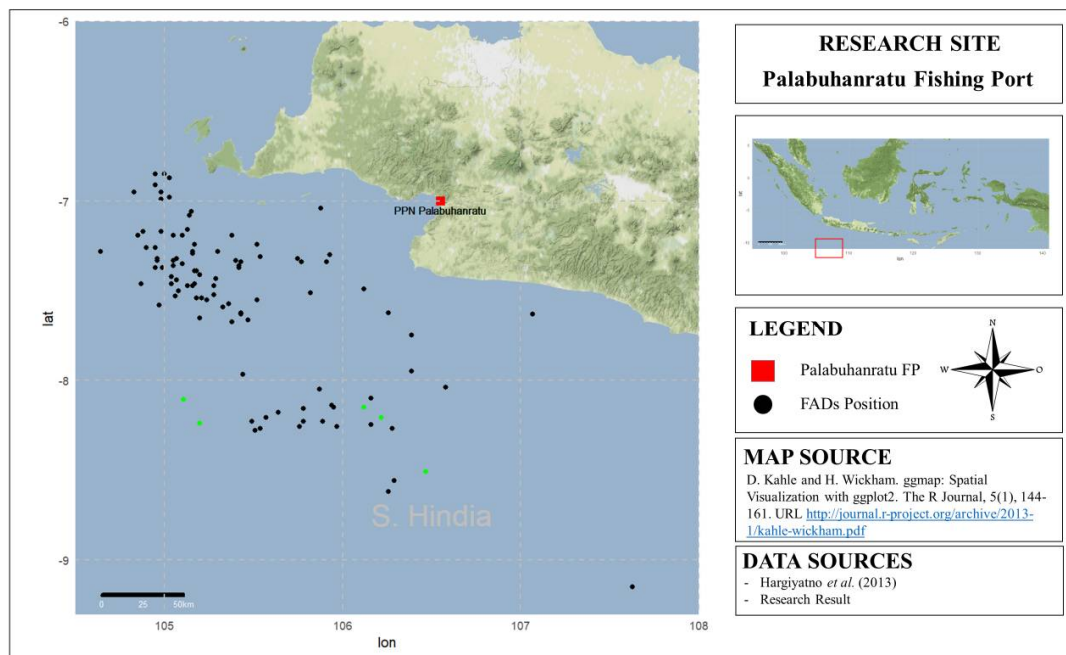 -6
-7
-8
-9
lat
105
106
107
108
lon
PPN Palabuhanratu
S. Hindia
0
25
50km
RESEARCH SITE
Palabuhanratu Fishing Port
LEGEND
Palabuhanratu FP
FADs Position
N
W
O
S
MAP SOURCE
D. Kahle and H. Wickham. ggmap: Spatial
Visualization with ggplot2. The R Journal, 5(1), 144-
161. URL http://journal.r-project.org/archive/2013-
1/kahle-wickham.pdf
DATA SOURCES
- Hargiyatno et al. (2013)
- Research Result